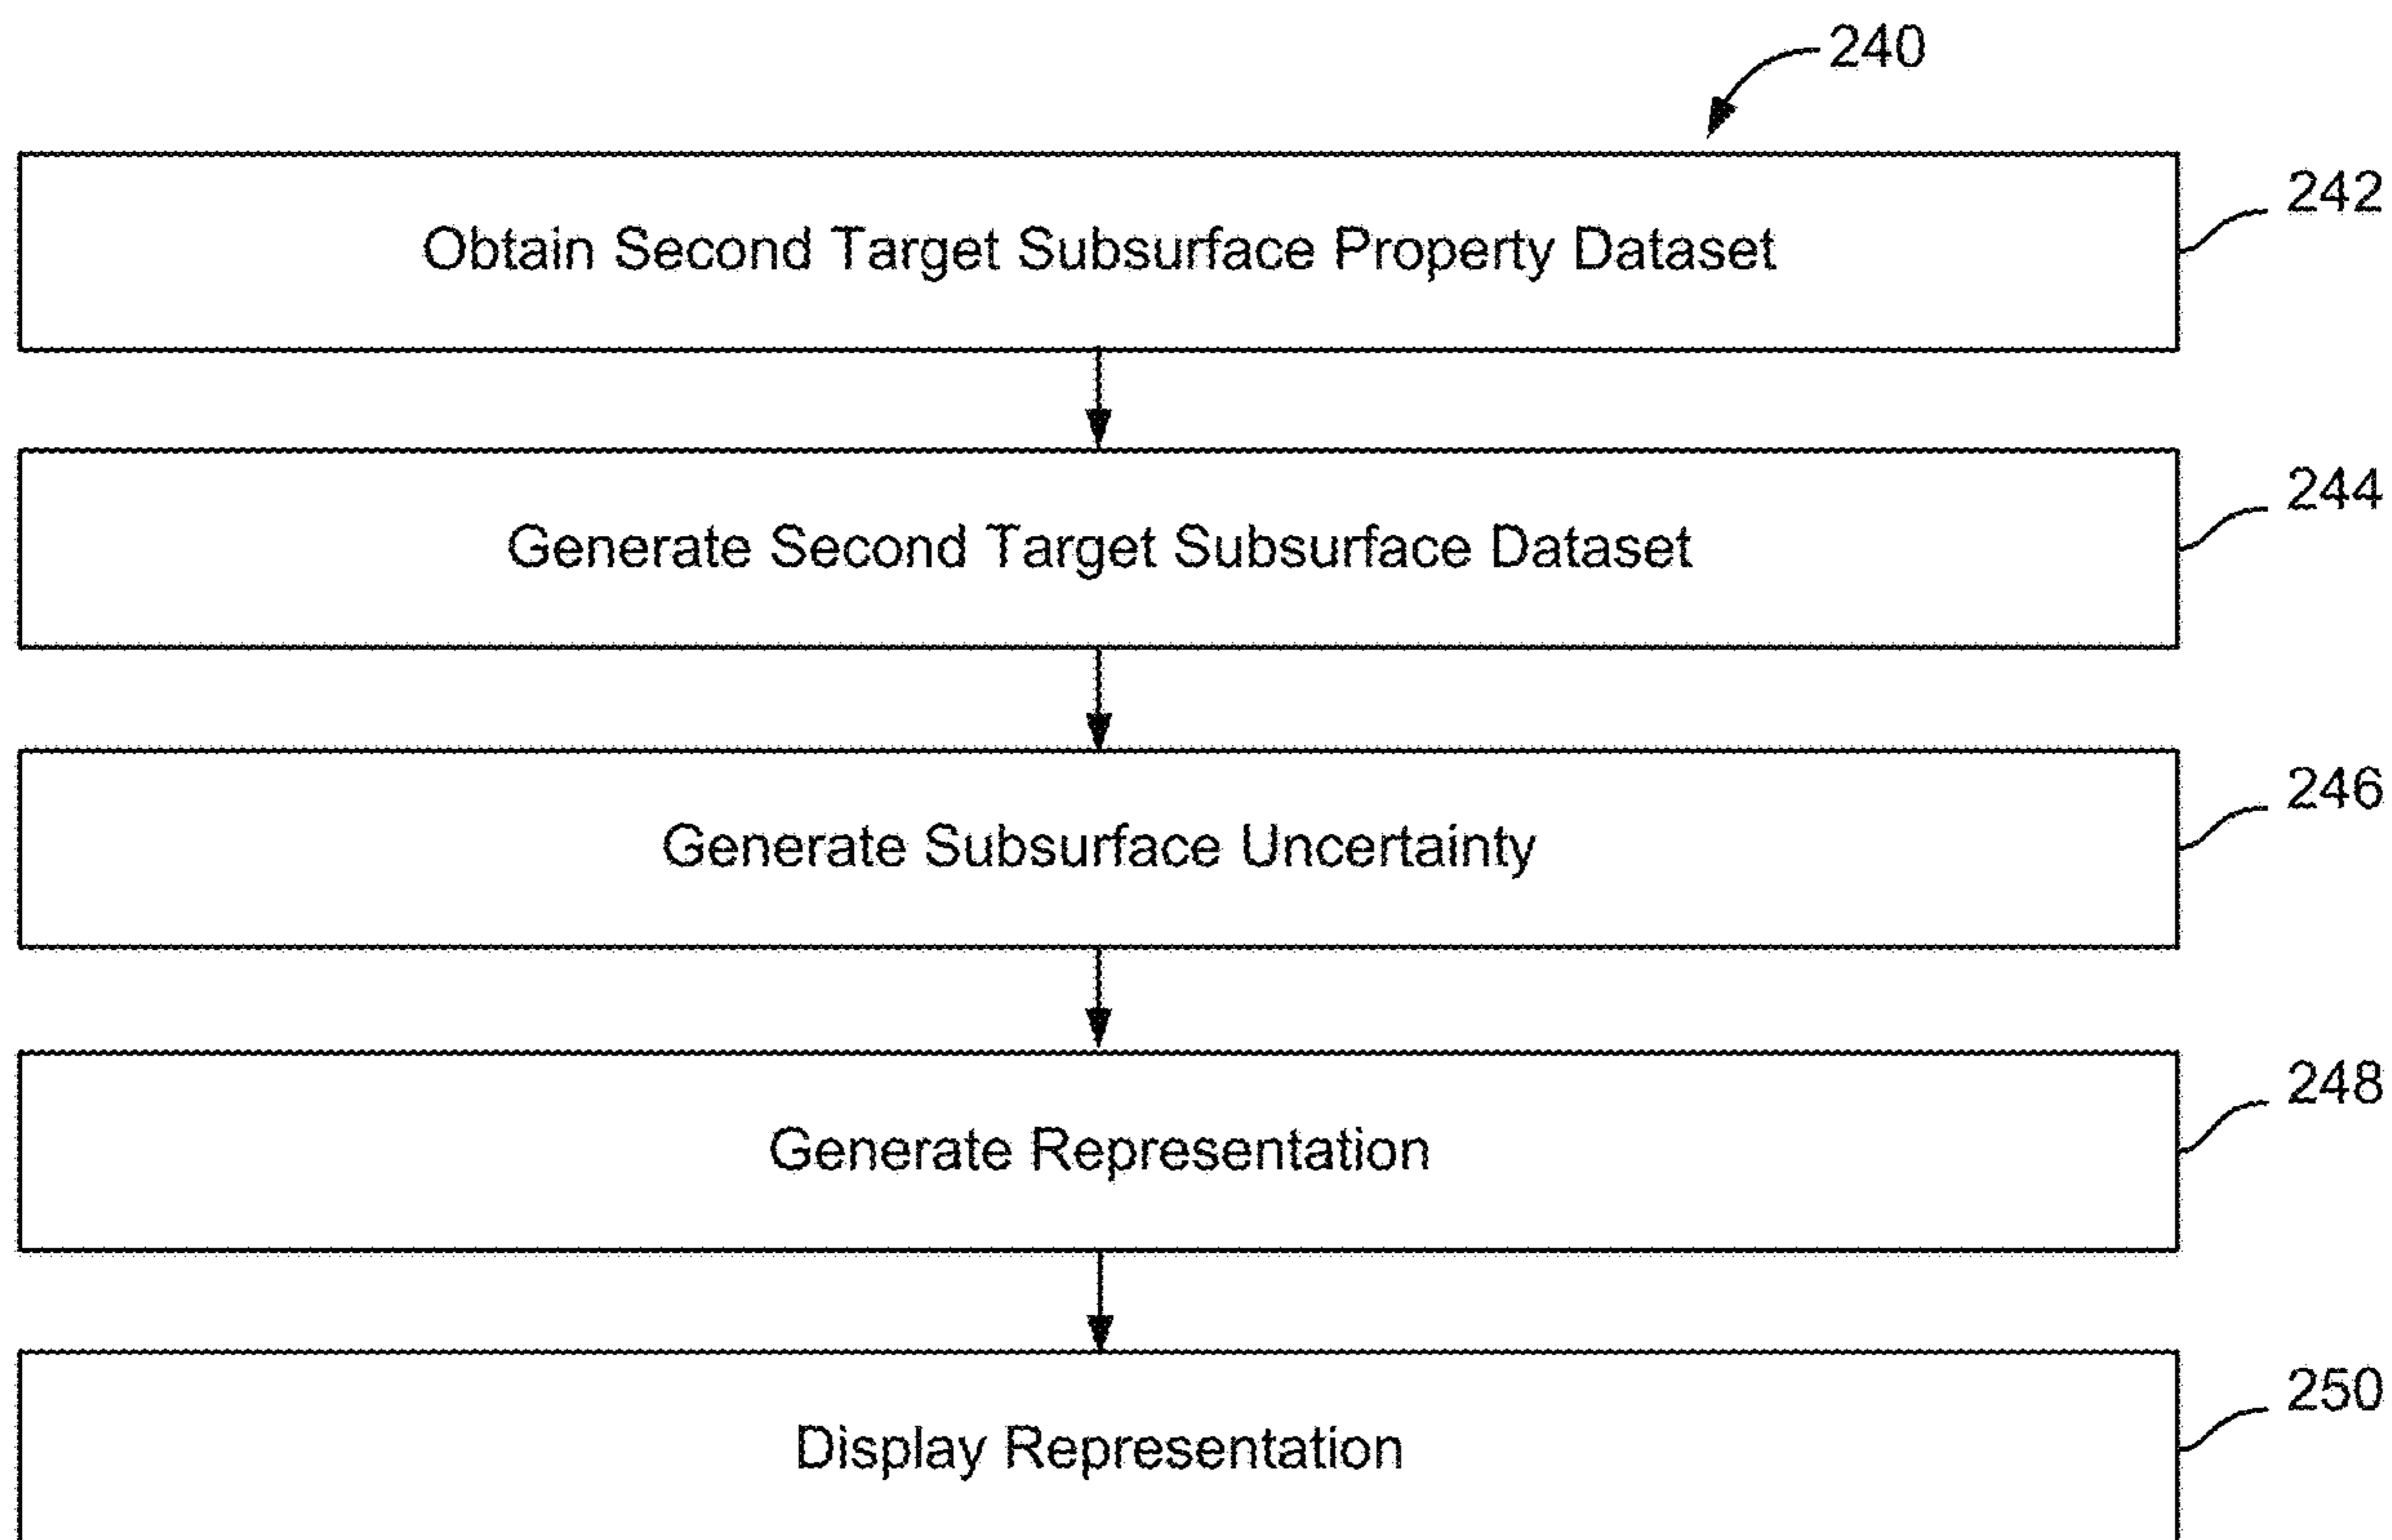 240
Obtain Second Target Subsurface Property Dataset
242
Generate Second Target Subsurface Dataset
244
Generate Subsurface Uncertainty
246
Generate Representation
248
Display Representation
250